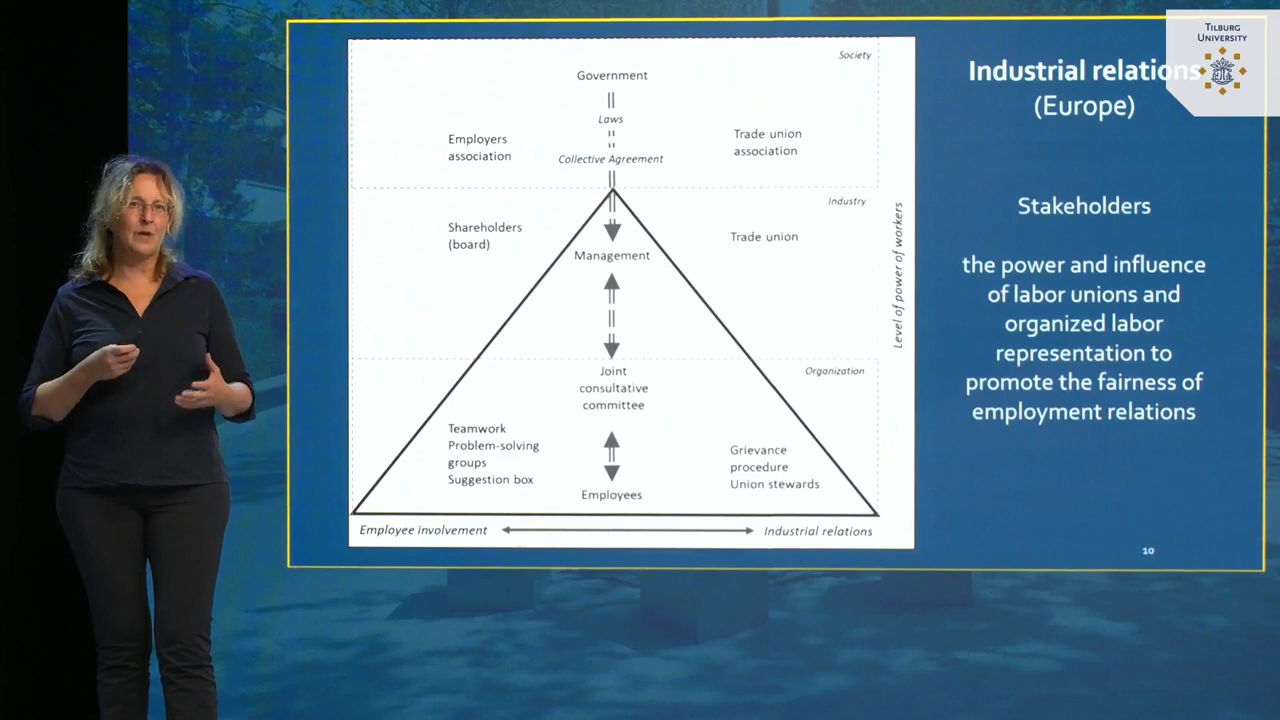 TILBURG
UNIVERSITY
Industrial relations
(Europe)
Society
Government
Laws
Employers
association
Trade union
association
Collective Agreement
Industry
Shareholders
(board)
Trade union
Management
Level of power of workers
Organization
Joint
consultative
committee
Teamwork
Problem-solving
groups
Suggestion box
Grievance
procedure
Union stewards
Employees
Employee involvement
Industrial relations
Stakeholders
the power and influence
of labor unions and
organized labor
representation to
promote the fairness of
employment relations
10